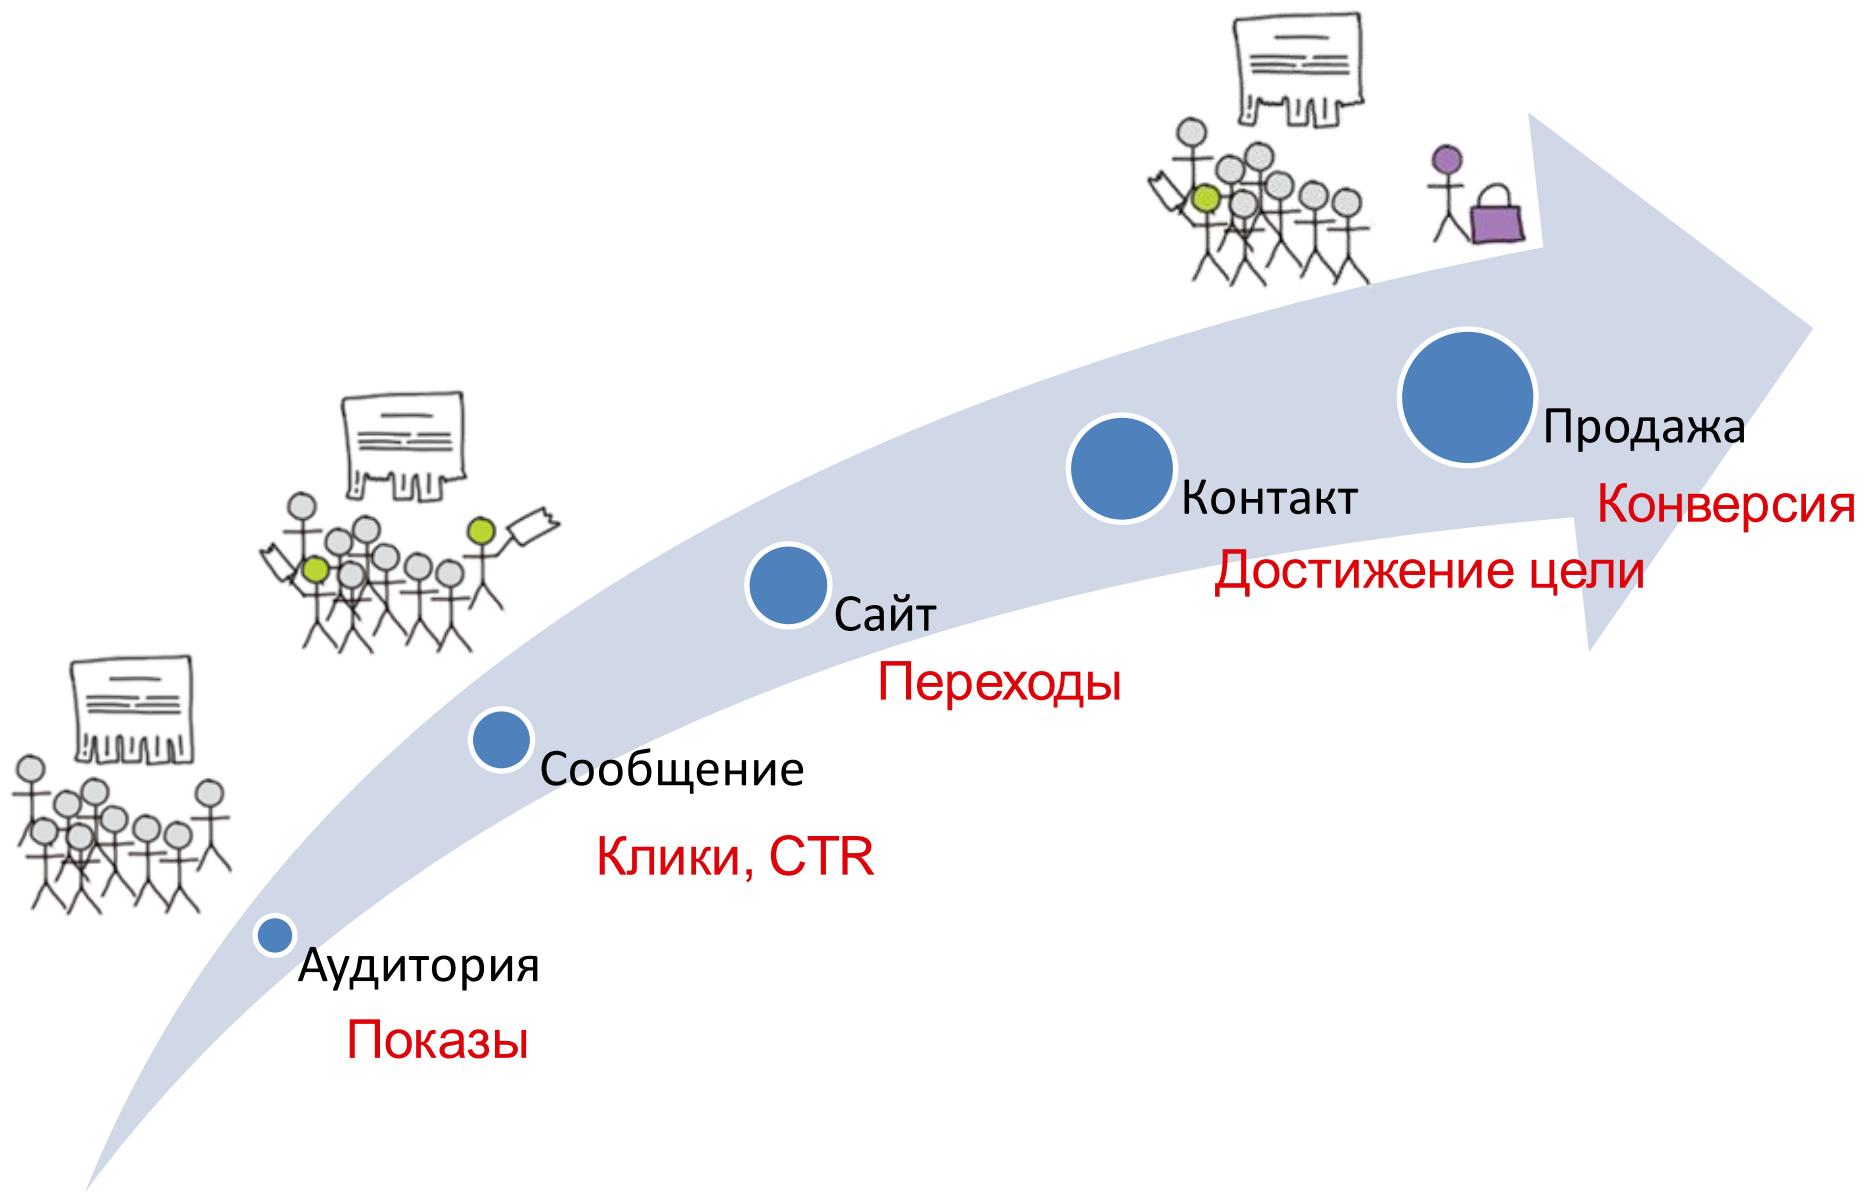 Аудитория
Показы
Сообщение
Клики, CTR
Сайт
Переходы
Контакт
Достижение цели
Продажа
Конверсия